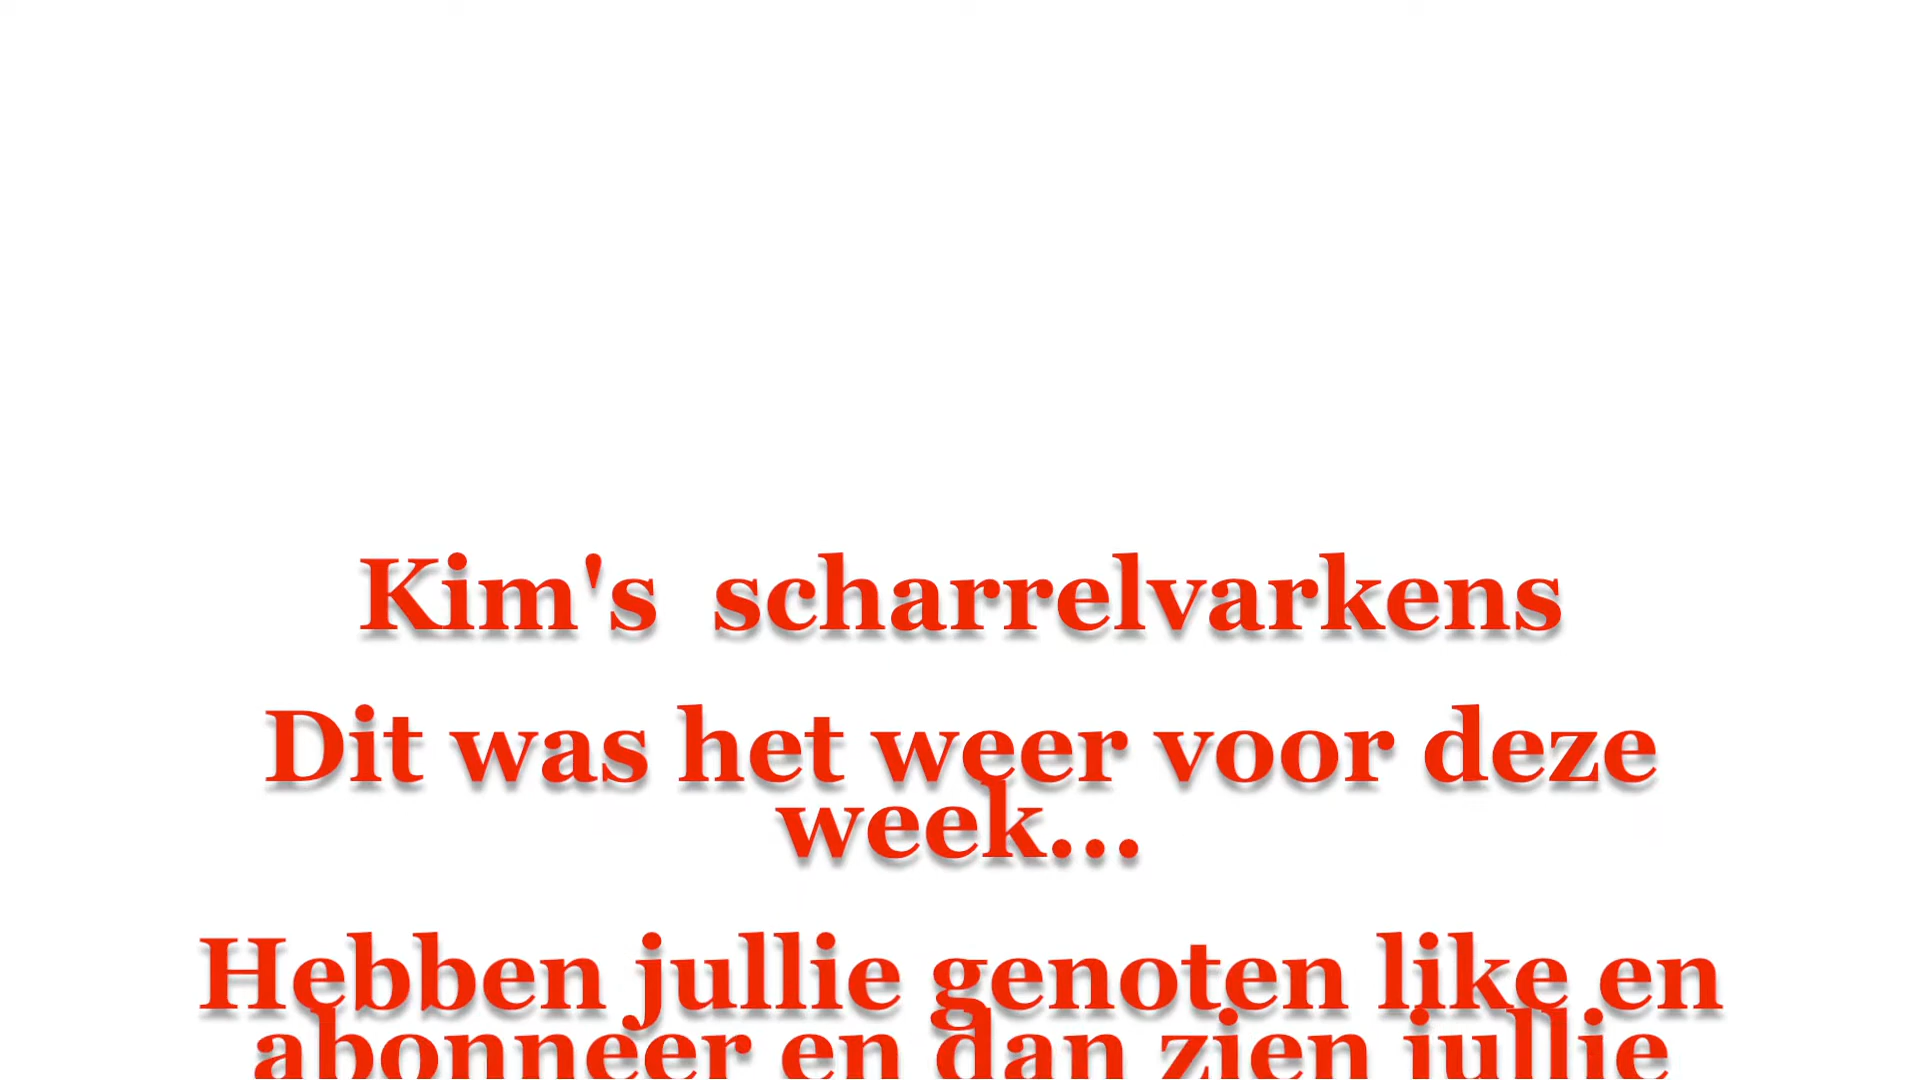 Kim's  scharrelvarkens
Dit was het weer voor deze
week...
Hebben jullie genoten like en
abonneer en dan zien jullie